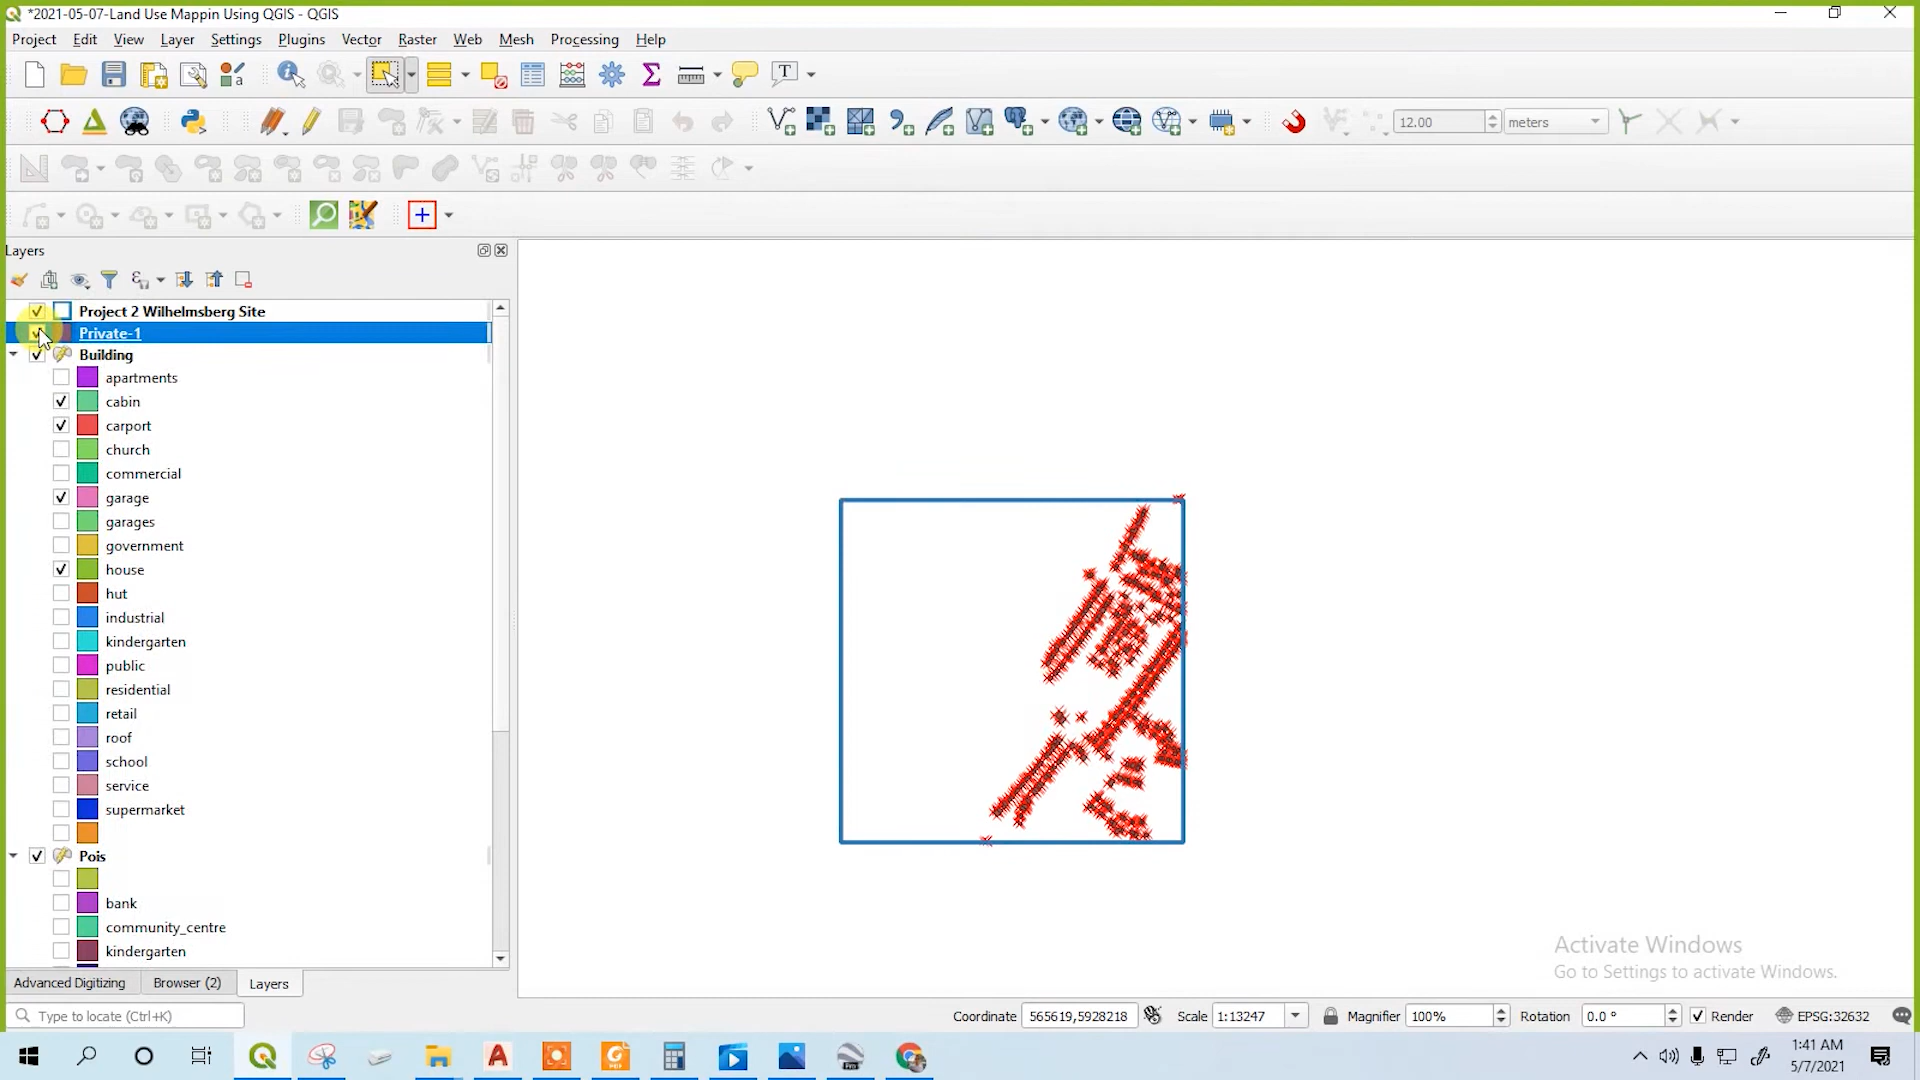 *2021-05-07-Land Use Mappin Using QGIS - QGIS
Project Edit View Layer Settings Plugins Vector Raster Web Mesh Processing Help
12.00 meters
Layers
Project 2 Wilhelmsberg Site
Private-1
Building
apartments
cabin
carport
church
commercial
garage
garages
government
house
hut
industrial
kindergarten
public
residential
retail
roof
school
service
supermarket
Pois
bank
community_centre
kindergarten
Activate Windows
Go to Settings to activate Windows.
Advanced Digitizing Browser (2) Layers
Type to locate (Ctrl+K) Coordinate 565619,5928218 Scale 1:13247 Magnifier 100% Rotation 0.0 ° Render EPSG:32632
1:41 AM
5/7/2021